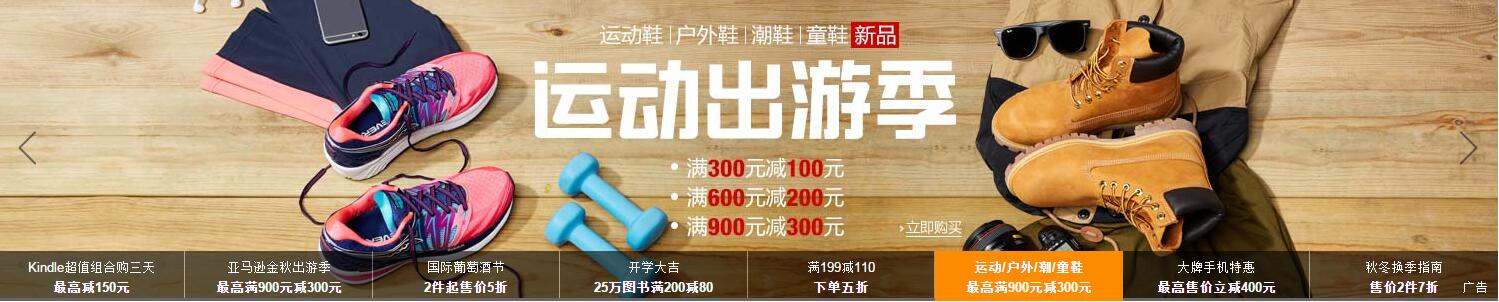 运动鞋|户外鞋|潮鞋|童鞋 新品
运动出游季
• 满300元减100元
• 满600元减200元
• 满900元减300元
›立即购买
Kindle超值组合购三天
最高减150元
亚马逊金秋出游季
最高满900元减300元
国际葡萄酒节
2件起售价5折
开学大吉
25万图书满200减80
满199减110
下单五折
运动/户外/潮/童鞋
最高满900元减300元
大牌手机特惠
最高售价立减400元
秋冬换季指南
售价2件7折
广告